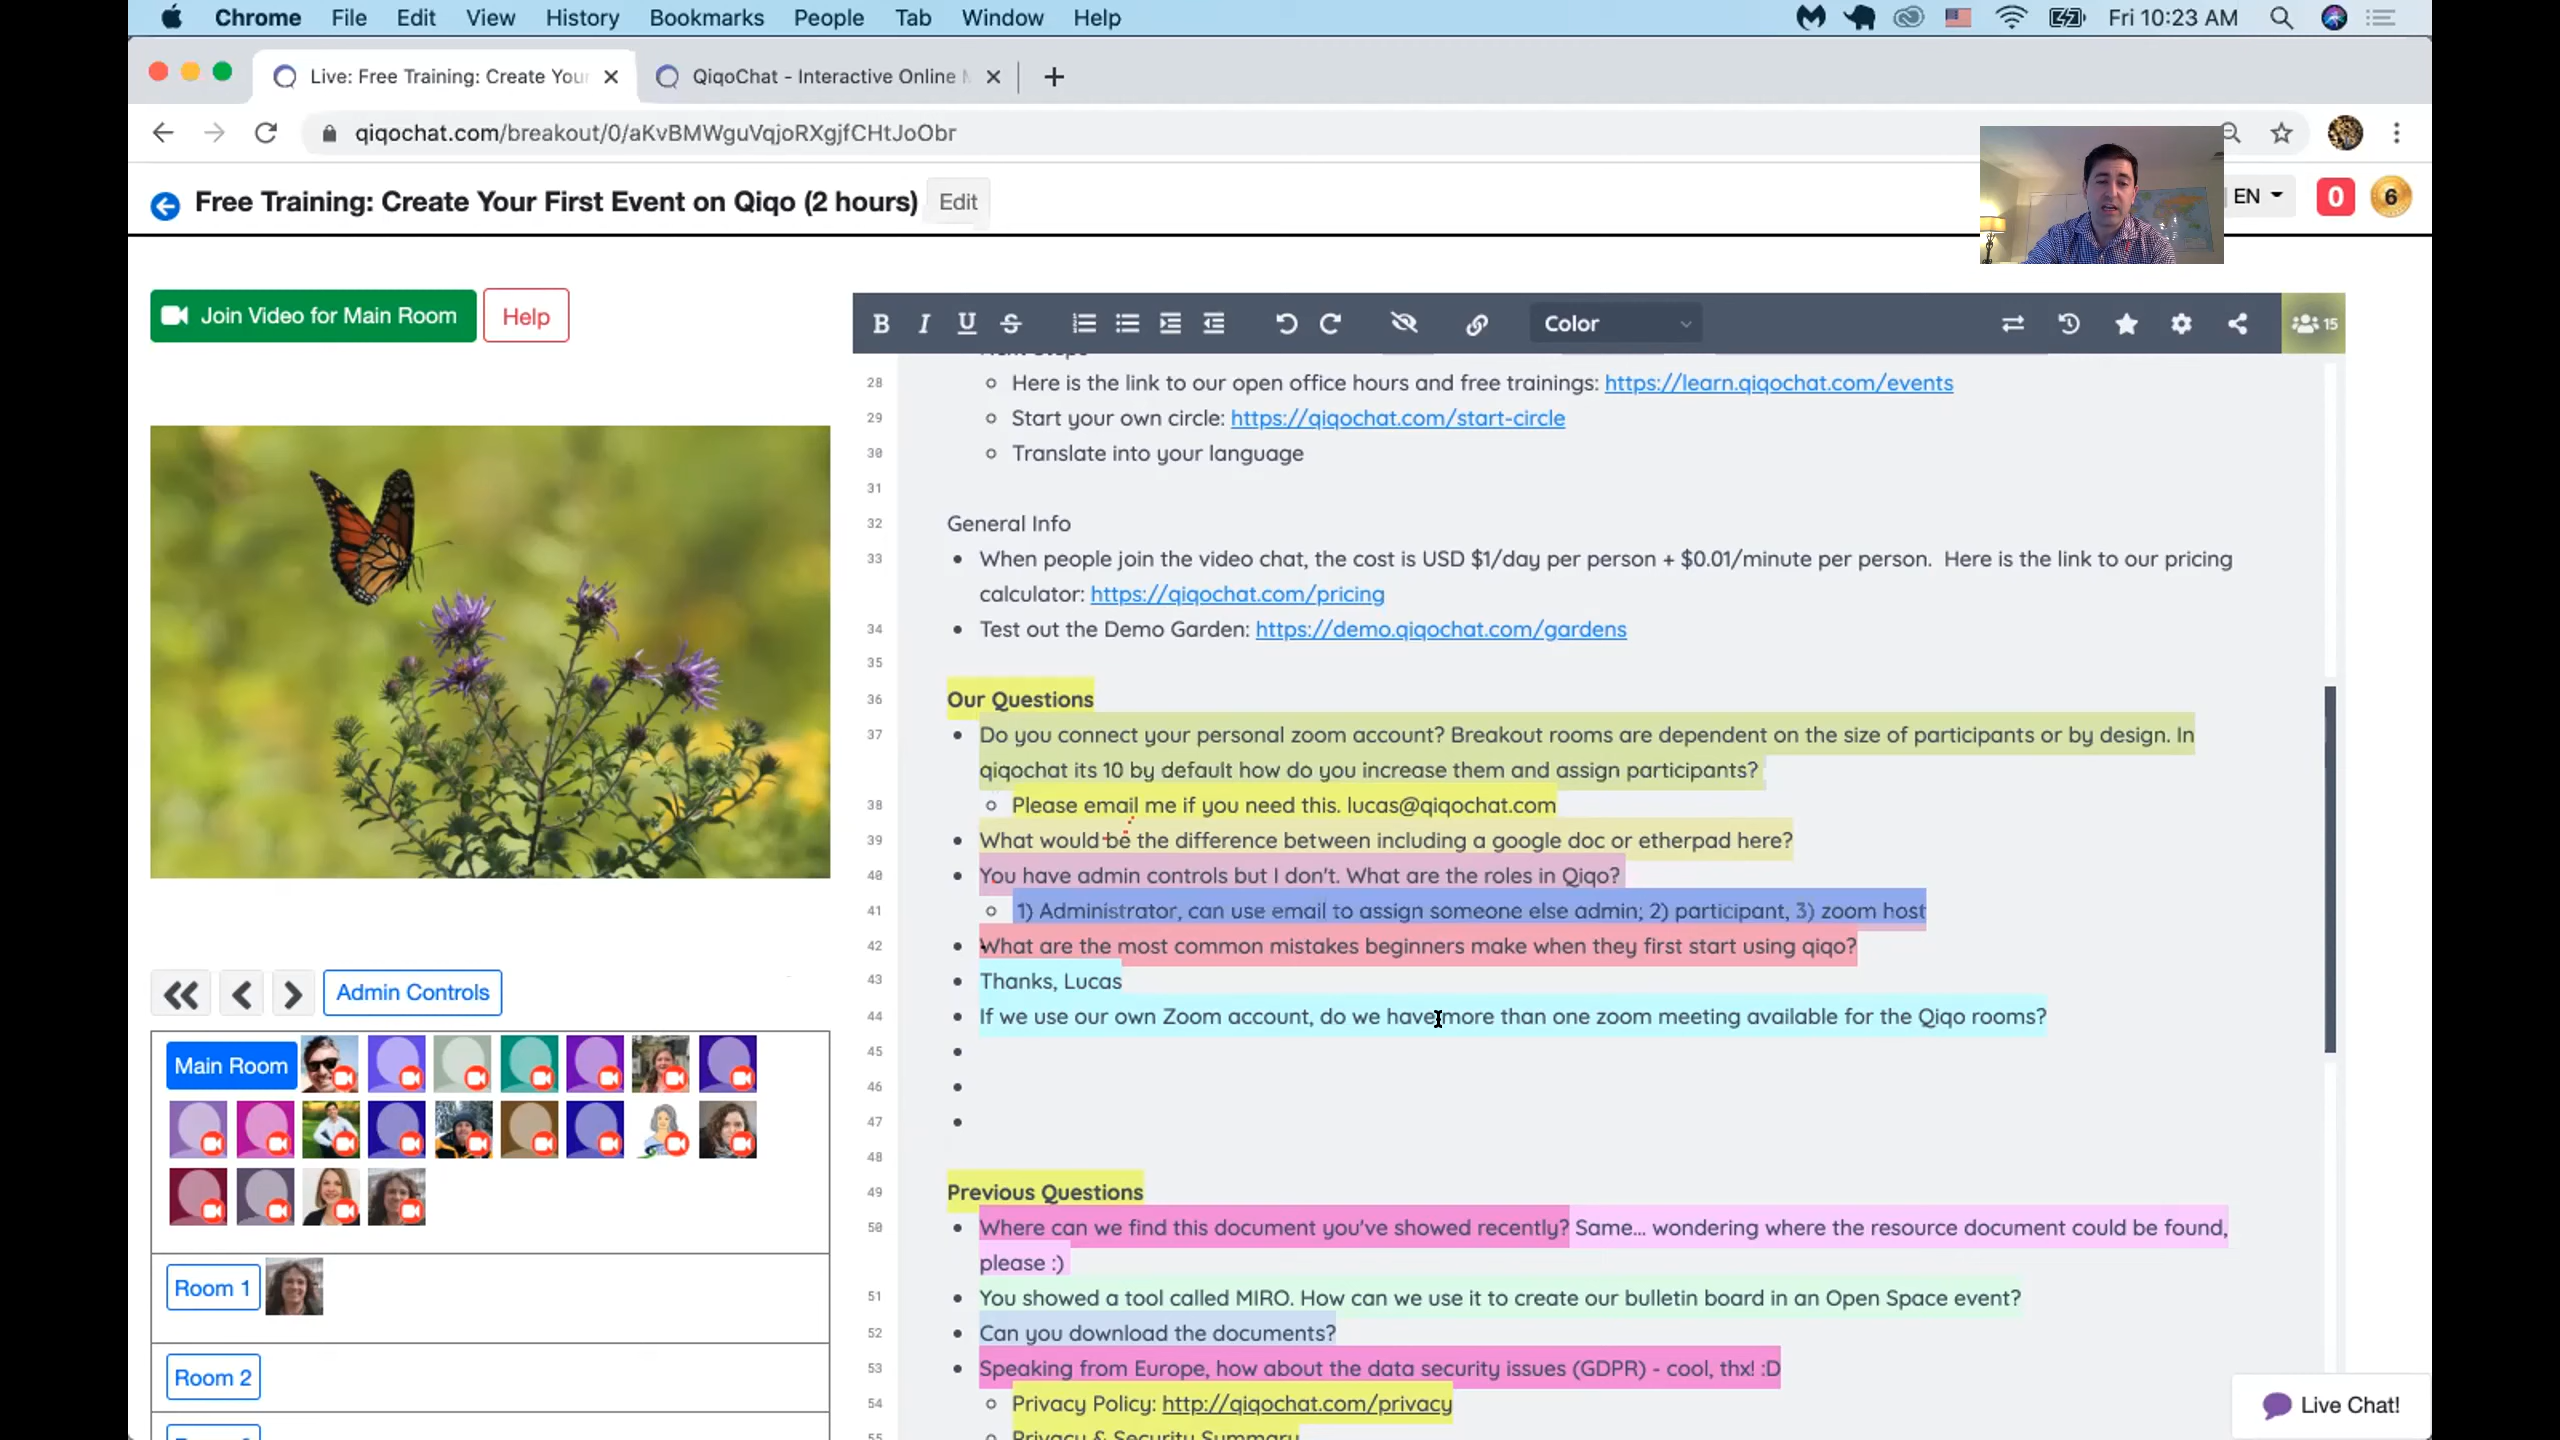 Chrome File Edit View History Bookmarks People Tab Window Help
Fri 10:23 AM
Live: Free Training: Create Your
QiqoChat - Interactive Online
qiqochat.com/breakout/0/aKvBMWguVqjoRXgjfCHtJoObr
Free Training: Create Your First Event on Qiqo (2 hours)
Edit
EN
0
6
Join Video for Main Room
Help
B I U S
Color
15
Next Steps
28 Here is the link to our open office hours and free trainings: https://learn.qiqochat.com/events
29 Start your own circle: https://qiqochat.com/start-circle
30 Translate into your language
31
32 General Info
33 When people join the video chat, the cost is USD $1/day per person + $0.01/minute per person. Here is the link to our pricing
calculator: https://qiqochat.com/pricing
34 Test out the Demo Garden: https://demo.qiqochat.com/gardens
35
36 Our Questions
37 Do you connect your personal zoom account? Breakout rooms are dependent on the size of participants or by design. In
qiqochat its 10 by default how do you increase them and assign participants?
38 Please email me if you need this. lucas@qiqochat.com
39 What would be the difference between including a google doc or etherpad here?
40 You have admin controls but I don't. What are the roles in Qiqo?
41 1) Administrator, can use email to assign someone else admin; 2) participant, 3) zoom host
42 What are the most common mistakes beginners make when they first start using qiqo?
43 Thanks, Lucas
44 If we use our own Zoom account, do we have more than one zoom meeting available for the Qiqo rooms?
45
46
47
48
49 Previous Questions
50 Where can we find this document you've showed recently? Same... wondering where the resource document could be found,
please :)
51 You showed a tool called MIRO. How can we use it to create our bulletin board in an Open Space event?
52 Can you download the documents?
53 Speaking from Europe, how about the data security issues (GDPR) - cool, thx! :D
54 Privacy Policy: http://qiqochat.com/privacy
55 Privacy & Security Summary
Admin Controls
Main Room
Room 1
Room 2
Live Chat!